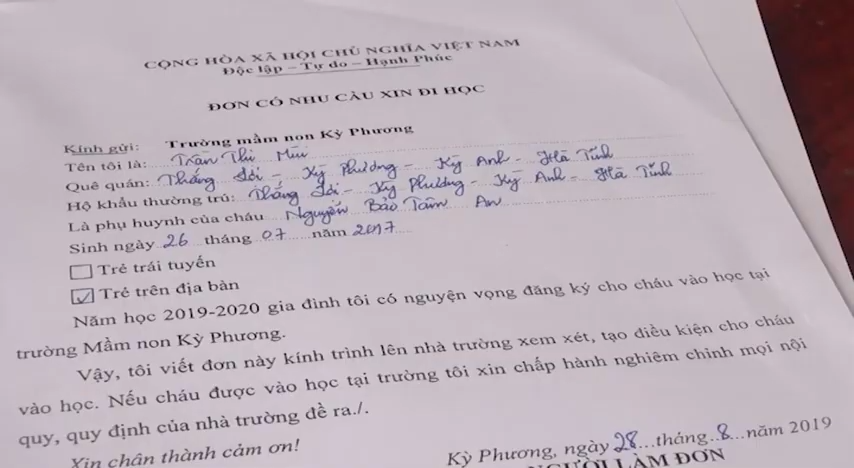 CỘNG HÒA XÃ HỘI CHỦ NGHĨA VIỆT NAM
Độc lập – Tự do – Hạnh Phúc
ĐƠN CÓ NHU CẦU XIN ĐI HỌC
Kính gửi: Trường mầm non Kỳ Phương
Tên tôi là: Trần Thị Mùi
Quê quán: Thắng Lợi - Kỳ Phương - Kỳ Anh - Hà Tĩnh
Hộ khẩu thường trú: Thắng Lợi - Kỳ Phương - Kỳ Anh - Hà Tĩnh
Là phụ huynh của cháu Nguyễn Bảo Tâm An
Sinh ngày 26 tháng 07 năm 2017
Trẻ trái tuyến
Trẻ trên địa bàn
Năm học 2019-2020 gia đình tôi có nguyện vọng đăng ký cho cháu vào học tại
trường Mầm non Kỳ Phương.
Vậy, tôi viết đơn này kính trình lên nhà trường xem xét, tạo điều kiện cho cháu
vào học. Nếu cháu được vào học tại trường tôi xin chấp hành nghiêm chỉnh mọi nội
quy, quy định của nhà trường đề ra./.
Xin chân thành cảm ơn!
Kỳ Phương, ngày 28...tháng..8...năm 2019
NGƯỜI LÀM ĐƠN